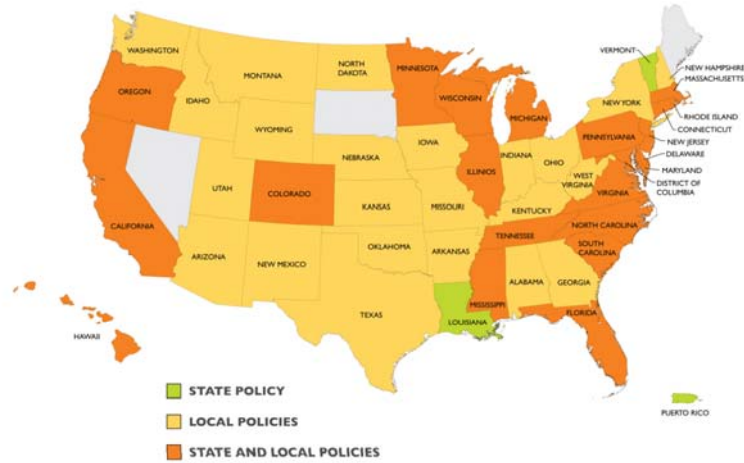 WASHINGTON
MONTANA
NORTH
DAKOTA
MINNESOTA
VERMONT
NEW HAMPSHIRE
MASSACHUSETTS
OREGON
IDAHO
WYOMING
WISCONSIN
MICHIGAN
NEW YORK
RHODE ISLAND
CONNECTICUT
NEW JERSEY
DELAWARE
MARYLAND
DISTRICT OF
COLUMBIA
PENNSYLVANIA
IOWA
NEBRASKA
ILLINIOS
INDIANA
OHIO
WEST
VIRGINIA
VIRGINIA
UTAH
COLORADO
KANSAS
MISSOURI
KENTUCKY
CALIFORNIA
NORTH CAROLINA
TENNESSEE
SOUTH
CAROLINA
ARIZONA
NEW MEXICO
OKLAHOMA
ARKANSAS
MISSISSIPPI
ALABAMA
GEORGIA
TEXAS
LOUISIANA
FLORIDA
HAWAII
STATE POLICY
LOCAL POLICIES
STATE AND LOCAL POLICIES
PUERTO RICO